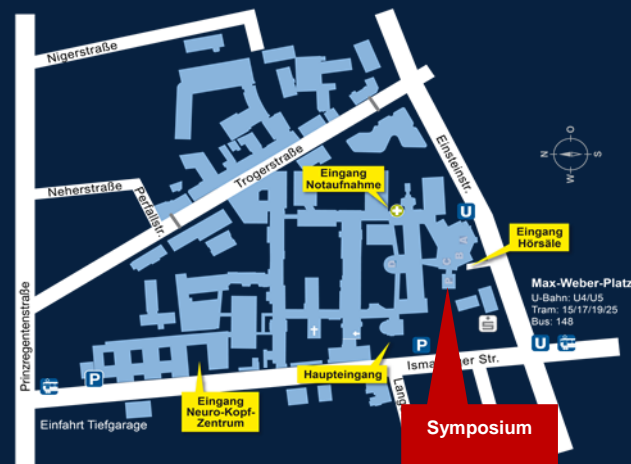 Nigerstraße
Neherstraße
Perfallstr.
Trogerstraße
Einsteinstr.
Prinzregentenstraße
Eingang
Notaufnahme
O
N
S
W
U
Eingang
Hörsäle
A
B
C
P
Max-Weber-Platz
U-Bahn: U4/U5
Tram: 15/17/19/25
Bus: 148
S
U
P
Haupteingang
P
Eingang
Neuro-Kopf-
Zentrum
Einfahrt Tiefgarage
Symposium